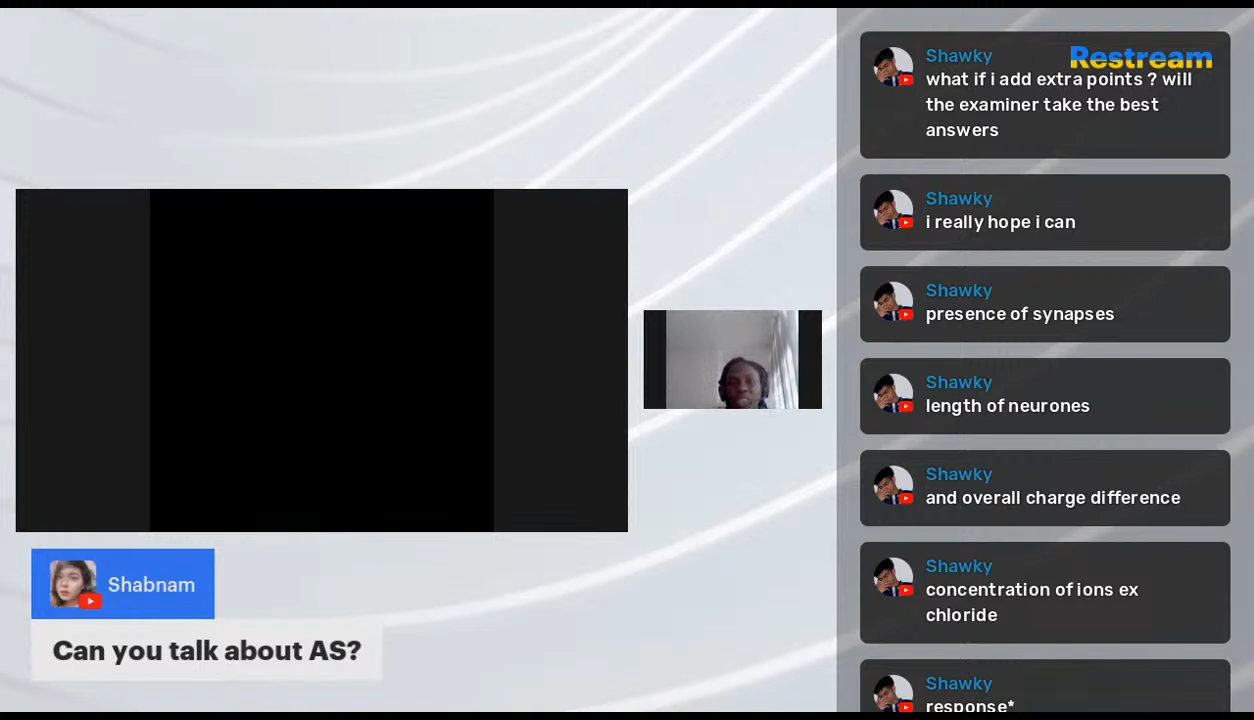 Shabnam
Can you talk about AS?
Restream
Shawky
what if i add extra points ? will
the examiner take the best
answers
Shawky
i really hope i can
Shawky
presence of synapses
Shawky
length of neurones
Shawky
and overall charge difference
Shawky
concentration of ions ex
chloride
Shawky
response*